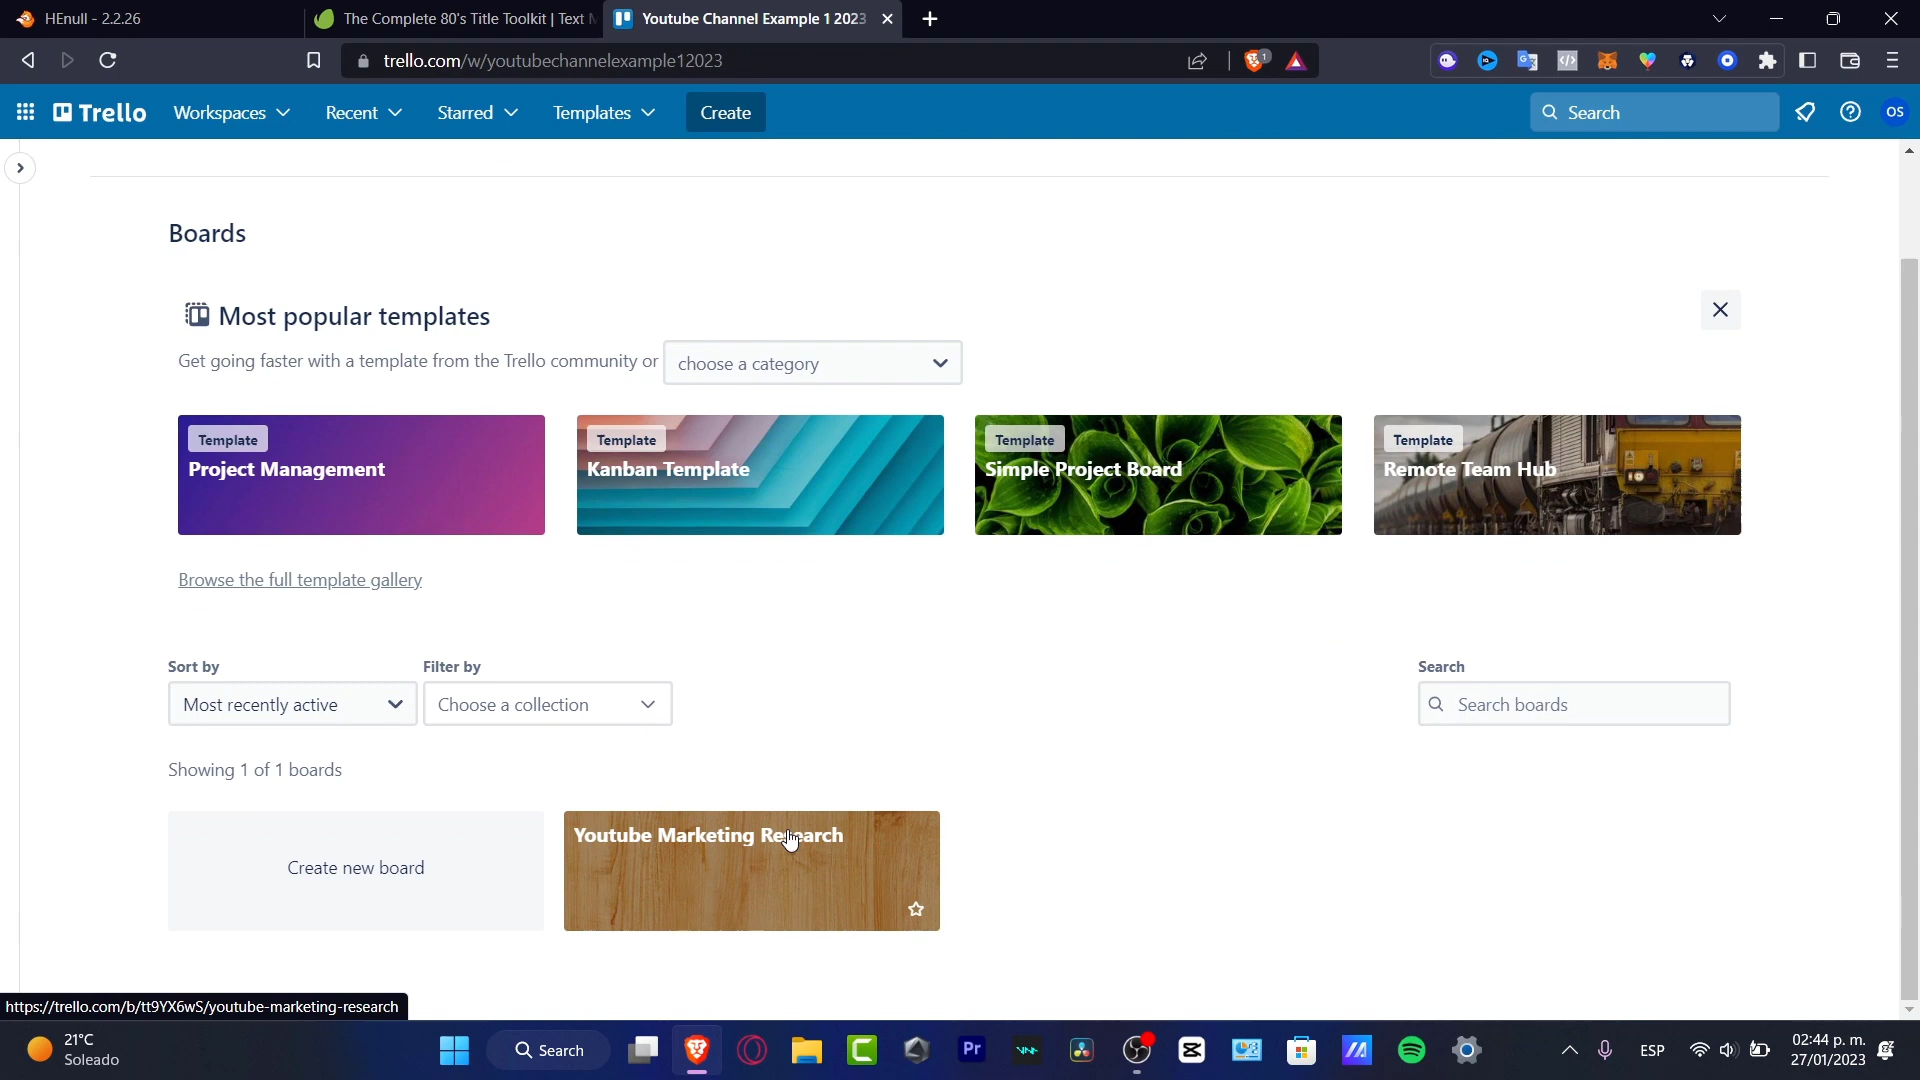 HEnull - 2.2.26
The Complete 80's Title Toolkit | Text
Youtube Channel Example 1 2023
trello.com/w/youtubechannelexample12023
1
Trello
Workspaces
Recent
Starred
Templates
Create
Search
OS
Boards
Most popular templates
Get going faster with a template from the Trello community or
choose a category
Template
Project Management
Template
Kanban Template
Template
Simple Project Board
Template
Remote Team Hub
Browse the full template gallery
Sort by
Filter by
Search
Most recently active
Choose a collection
Search boards
Showing 1 of 1 boards
Create new board
Youtube Marketing Research
https://trello.com/b/tt9YX6wS/youtube-marketing-research
21°C
Soleado
Search
Pr
ESP
02:44 p. m.
27/01/2023